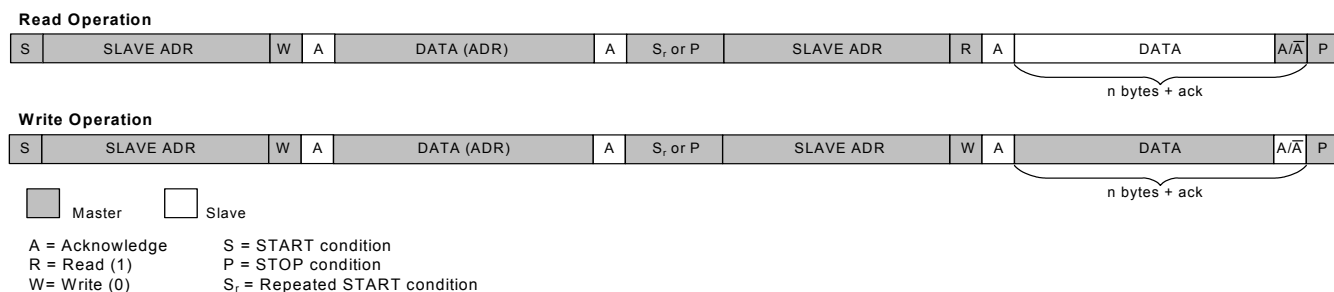 Read Operation
S SLAVE ADR W A DATA (ADR) A Sr or P SLAVE ADR R A DATA A/A̅ P
n bytes + ack
Write Operation
S SLAVE ADR W A DATA (ADR) A Sr or P SLAVE ADR W A DATA A/A̅ P
n bytes + ack
Master Slave
A = Acknowledge S = START condition
R = Read (1) P = STOP condition
W= Write (0) Sr = Repeated START condition